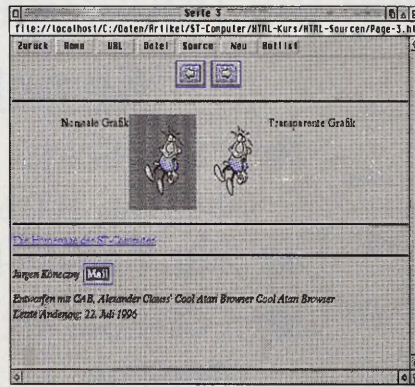 Seite 3
file://localhost/C:/Daten/Artikel/ST-Computer/HTML-Kurs/HTML-Sourcen/Page-3.ht
Zurück Home URL Datei Source Neu Hotlist
Normale Grafik Transparente Grafik
Die Homepage der ST-Computer
Jürgen Koneczny Mail
Entworfen mit CAB, Alexander Clauss' Cool Atari Browser Cool Atari Browser
Letzte Änderung: 22. Juli 1996